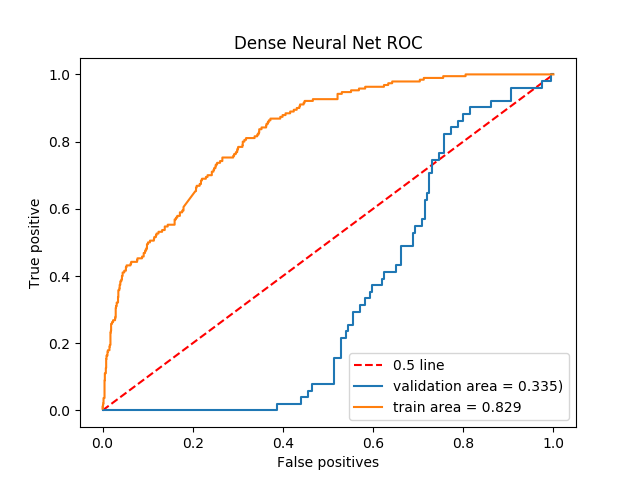 Dense Neural Net ROC
1.0
0.8
0.6
0.4
0.2
0.0
True positive
0.5 line
validation area = 0.335)
train area = 0.829
0.0 0.2 0.4 0.6 0.8 1.0
False positives